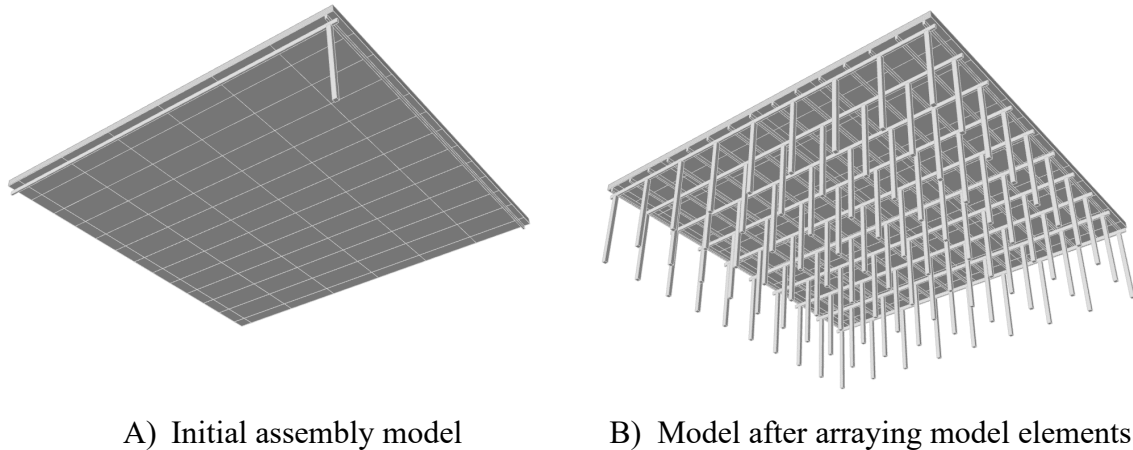 A) Initial assembly model
B) Model after arraying model elements